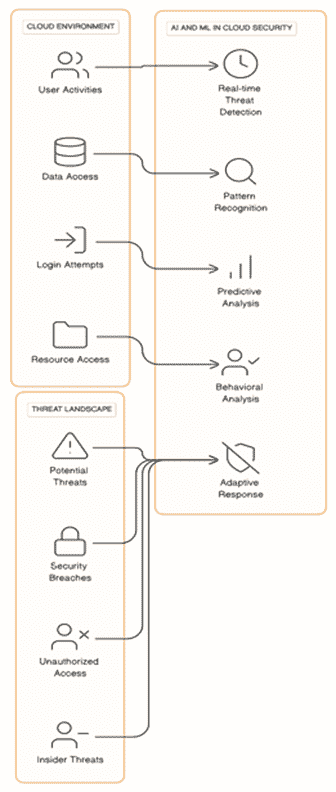 CLOUD ENVIRONMENT
User Activities
Data Access
Login Attempts
Resource Access
THREAT LANDSCAPE
Potential
Threats
Security
Breaches
Unauthorized
Access
Insider Threats
AI AND ML IN CLOUD SECURITY
Real-time
Threat
Detection
Pattern
Recognition
Predictive
Analysis
Behavioral
Analysis
Adaptive
Response